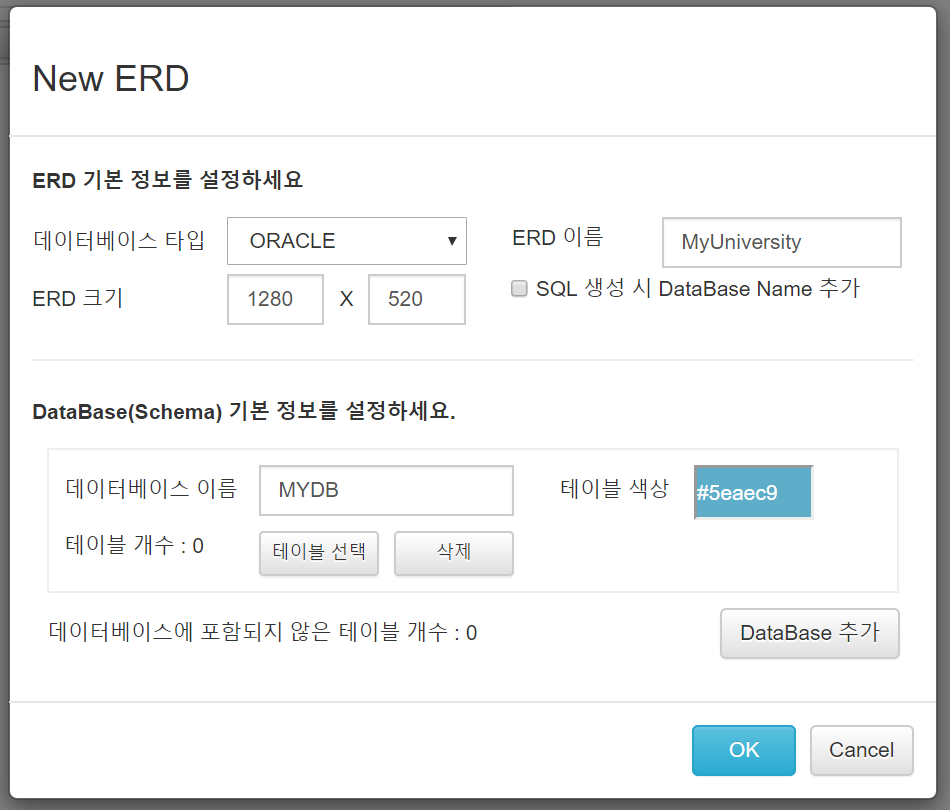 New ERD
ERD 기본 정보를 설정하세요
데이터베이스 타입 ORACLE ERD 이름 MyUniversity
ERD 크기 1280 X 520 SQL 생성 시 DataBase Name 추가
DataBase(Schema) 기본 정보를 설정하세요.
데이터베이스 이름 MYDB 테이블 색상 #5eaec9
테이블 개수 : 0 테이블 선택 삭제
데이터베이스에 포함되지 않은 테이블 개수 : 0 DataBase 추가
OK Cancel